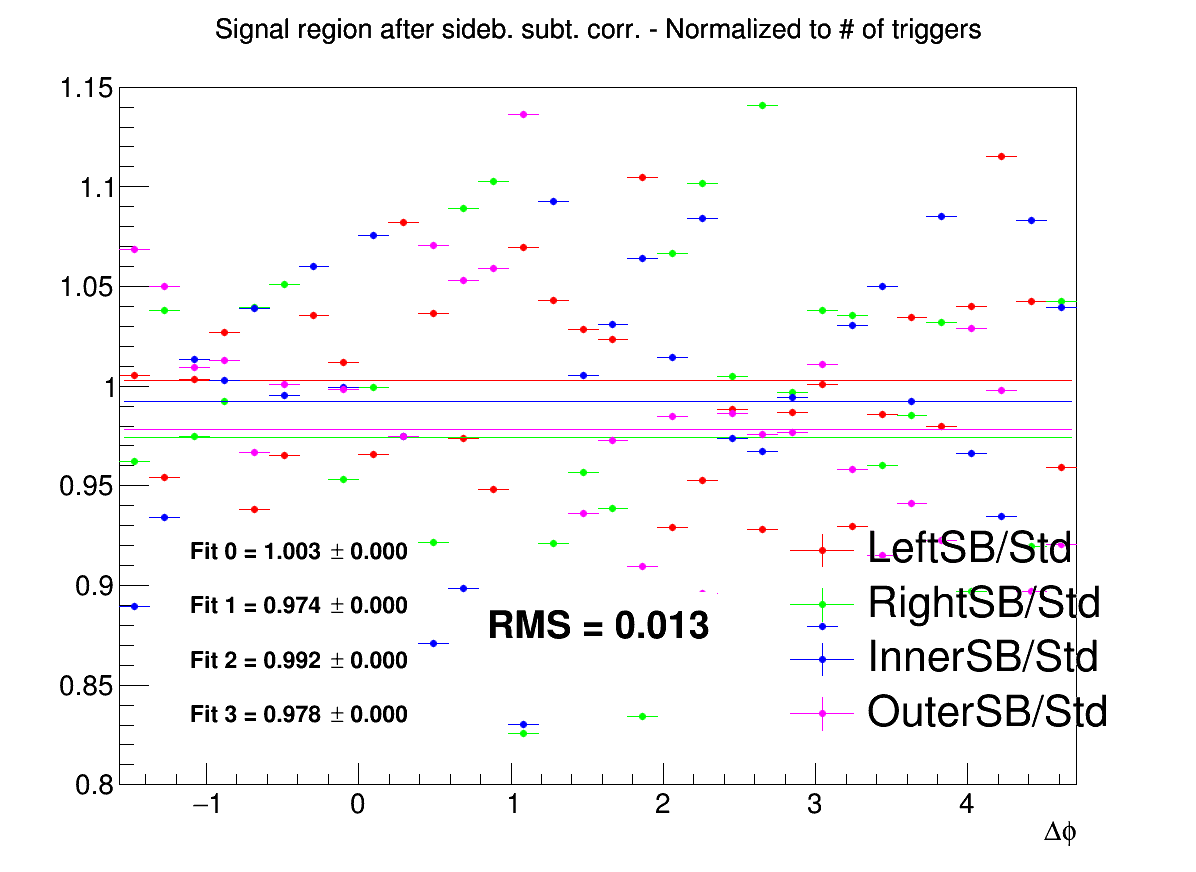 Signal region after sideb. subt. corr. - Normalized to # of triggers
1.15
1.1
1.05
1
0.95
0.9
0.85
0.8
Fit 0 = 1.003 ± 0.000
Fit 1 = 0.974 ± 0.000
Fit 2 = 0.992 ± 0.000
Fit 3 = 0.978 ± 0.000
RMS = 0.013
LeftSB/Std
RightSB/Std
InnerSB/Std
OuterSB/Std
−1 0 1 2 3 4
Δϕ